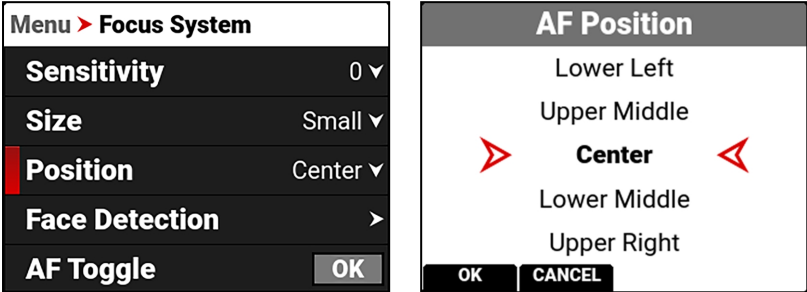 Menu > Focus System
Sensitivity 0
Size Small
Position Center
Face Detection
AF Toggle OK
AF Position
Lower Left
Upper Middle
Center
Lower Middle
Upper Right
OK CANCEL